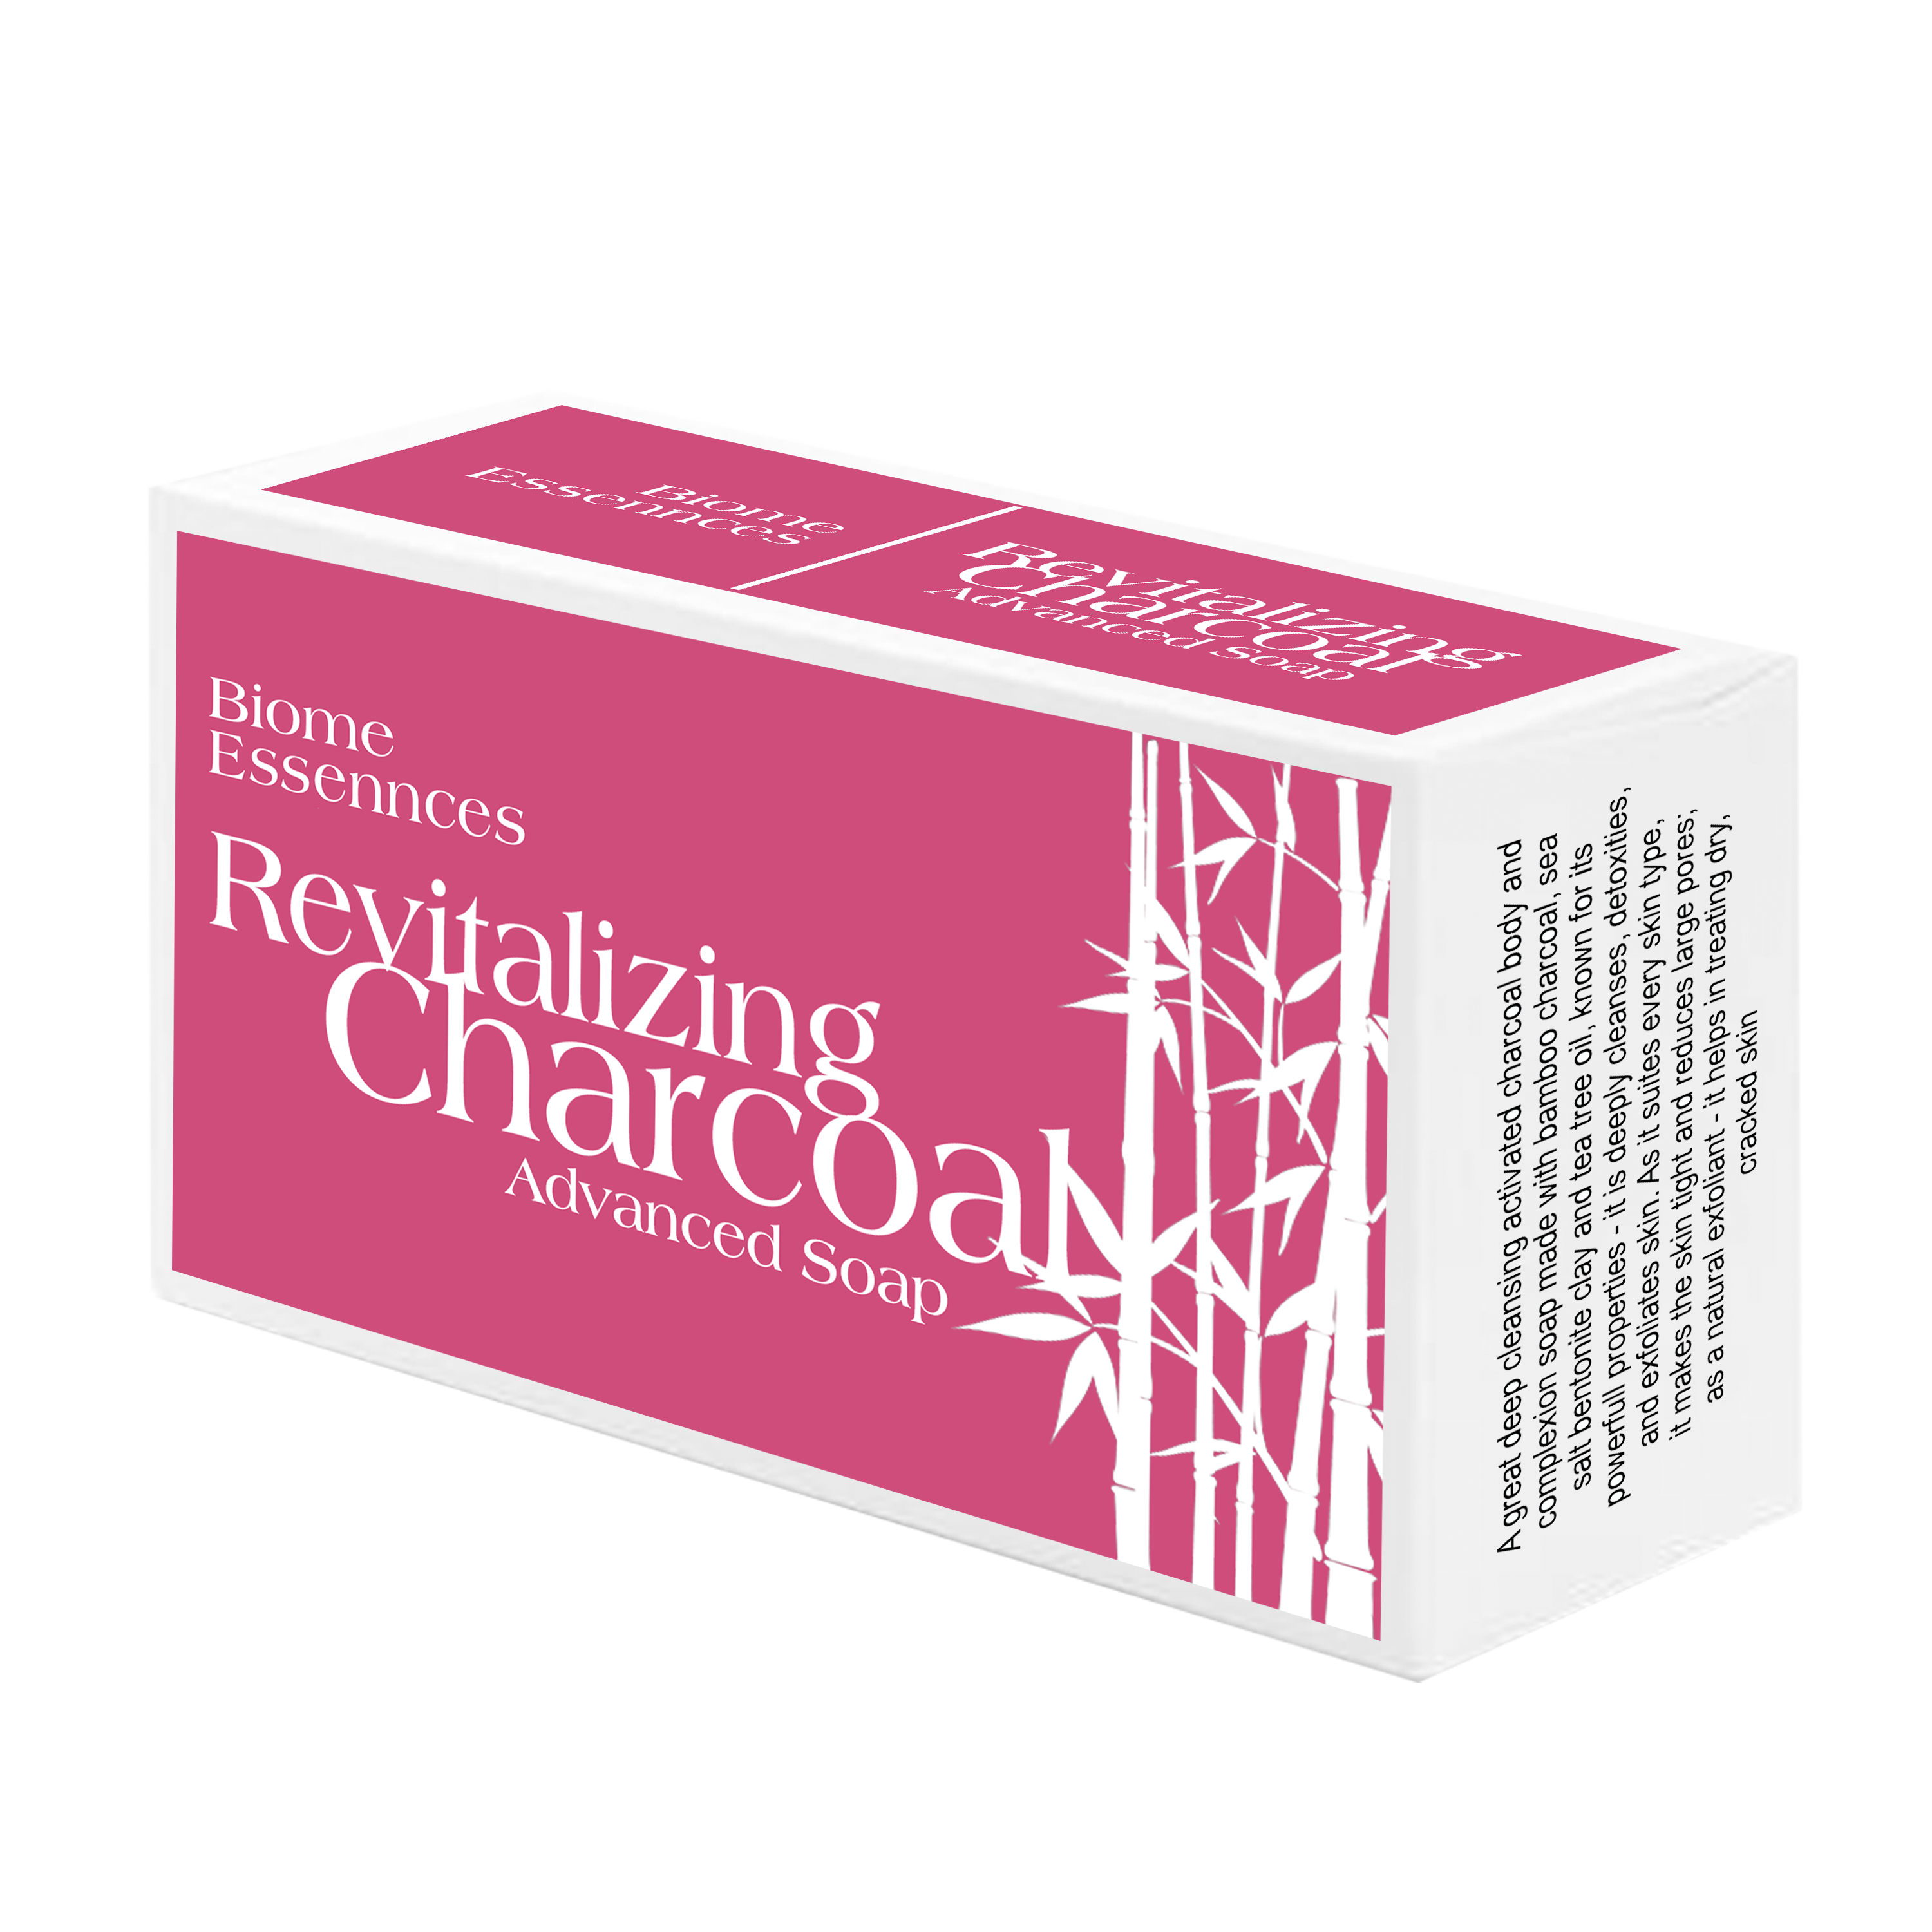 Biome
Essennces
Revitalizing
Charcoal
Advanced Soap
Biome
Essennces
Revitalizing
Charcoal
Advanced Soap
A great deep cleansing activated charcoal body and
complexion soap made with bamboo charcoal, sea
salt bentonite clay and tea tree oil, known for its
powerfull properties - it is deeply cleanses, detoxities,
and exfoliates skin. As it suites every skin type,
it makes the skin tight and reduces large pores;
as a natural exfoliant - it helps in treating dry,
cracked skin